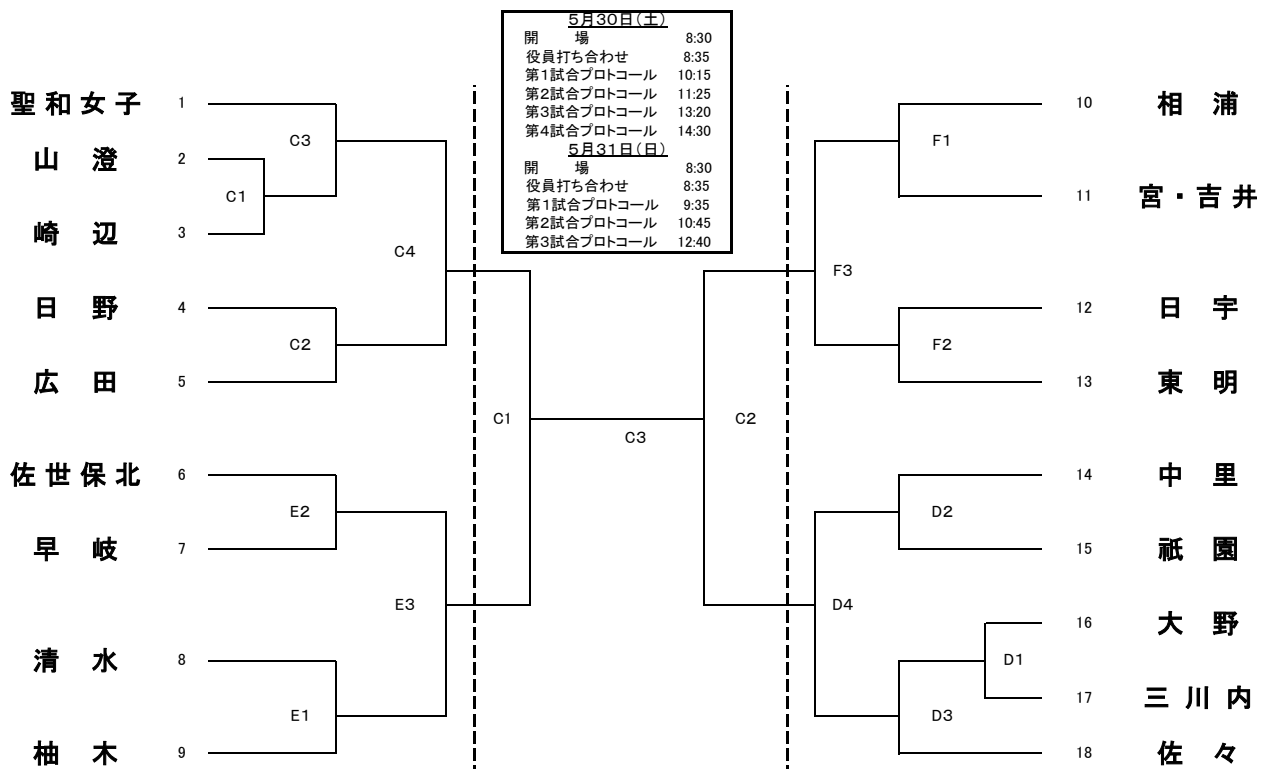 5月30日（土）
開　　場　8:30
役員打ち合わせ　8:35
第1試合プロトコール　10:15
第2試合プロトコール　11:25
第3試合プロトコール　13:20
第4試合プロトコール　14:30
5月31日（日）
開　　場　8:30
役員打ち合わせ　8:35
第1試合プロトコール　9:35
第2試合プロトコール　10:45
第3試合プロトコール　12:40
聖和女子　1
山　澄　2
崎　辺　3
日　野　4
広　田　5
佐世保北　6
早　岐　7
清　水　8
柚　木　9
C3
C1
C4
C2
E2
E3
E1
C1
C3
C2
F1
F3
F2
D2
D4
D1
D3
10　相　浦
11　宮・吉井
12　日　宇
13　東　明
14　中　里
15　祇　園
16　大　野
17　三川内
18　佐　々